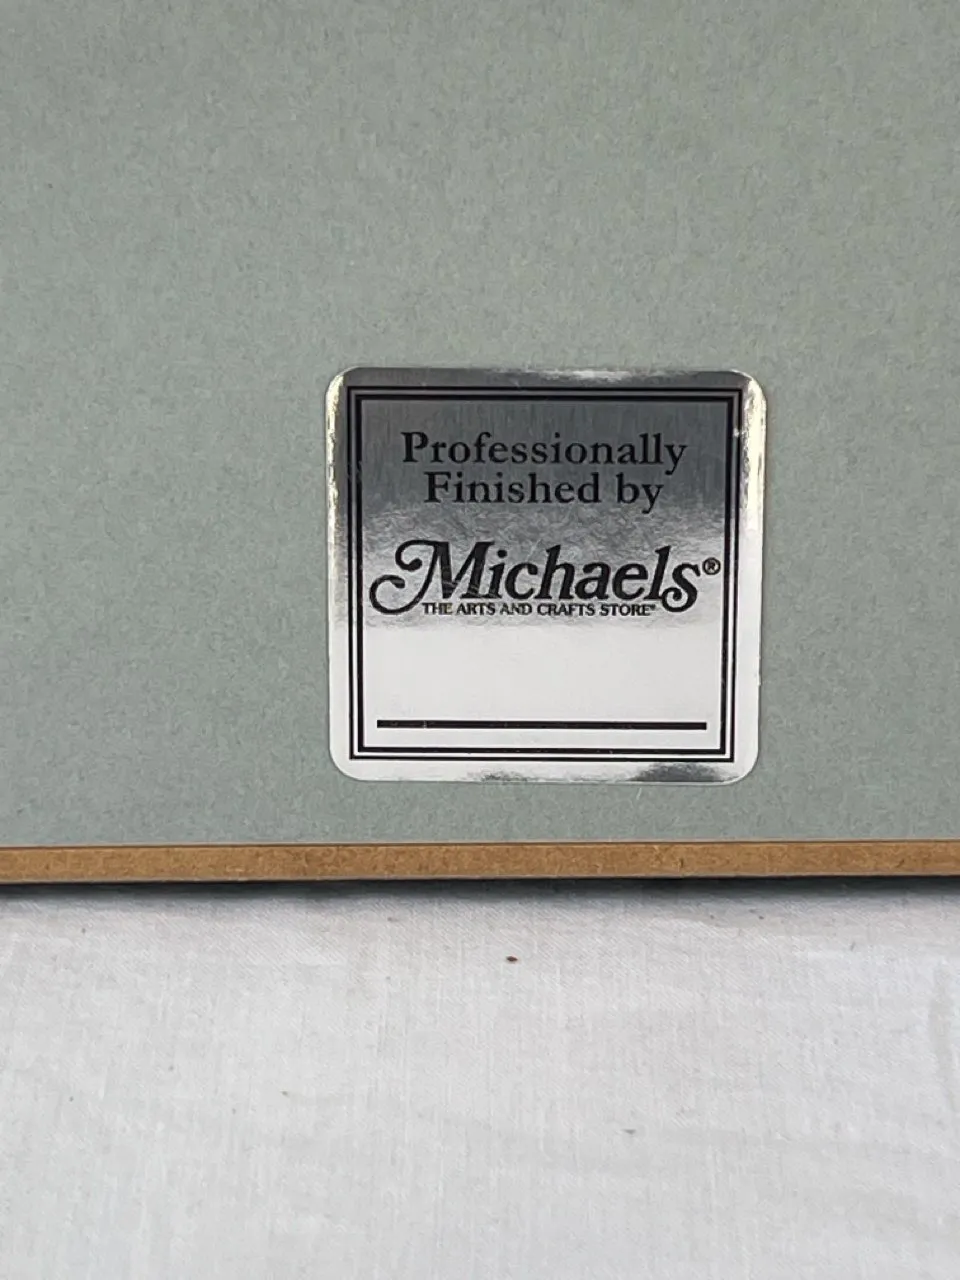 Professionally
Finished by
Michaels®
THE ARTS AND CRAFTS STORE®